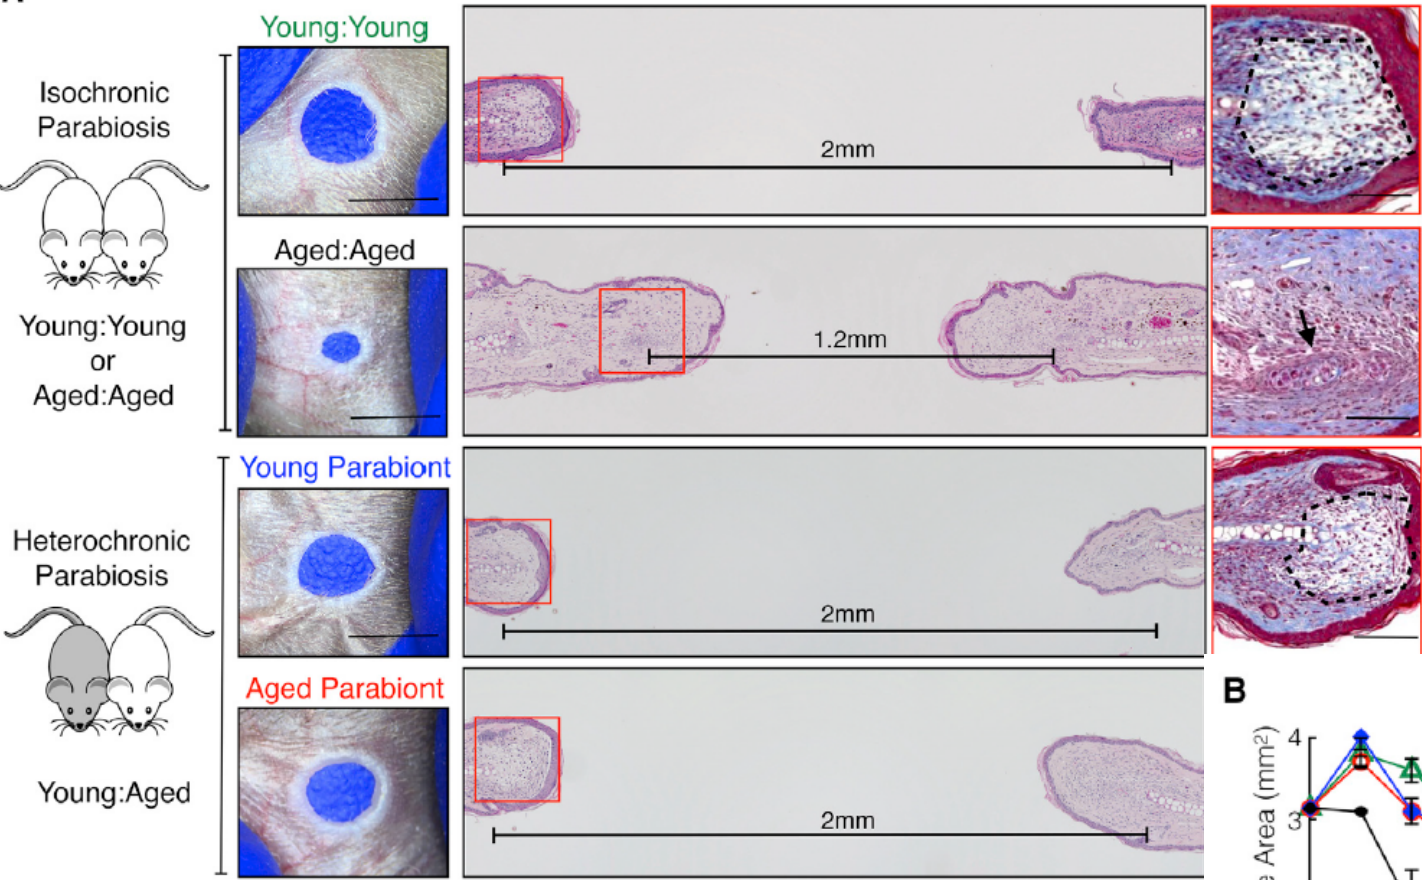 Isochronic
Parabiosis
Young:Young
or
Aged:Aged
Young:Young
2mm
Aged:Aged
1.2mm
Heterochronic
Parabiosis
Young:Aged
Young Parabiont
2mm
Aged Parabiont
2mm
B
4
3
Area (mm²)